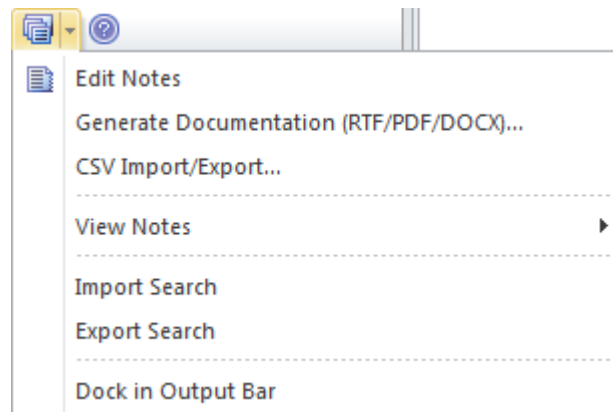 Edit Notes
Generate Documentation (RTF/PDF/DOCX)...
CSV Import/Export...
View Notes
Import Search
Export Search
Dock in Output Bar